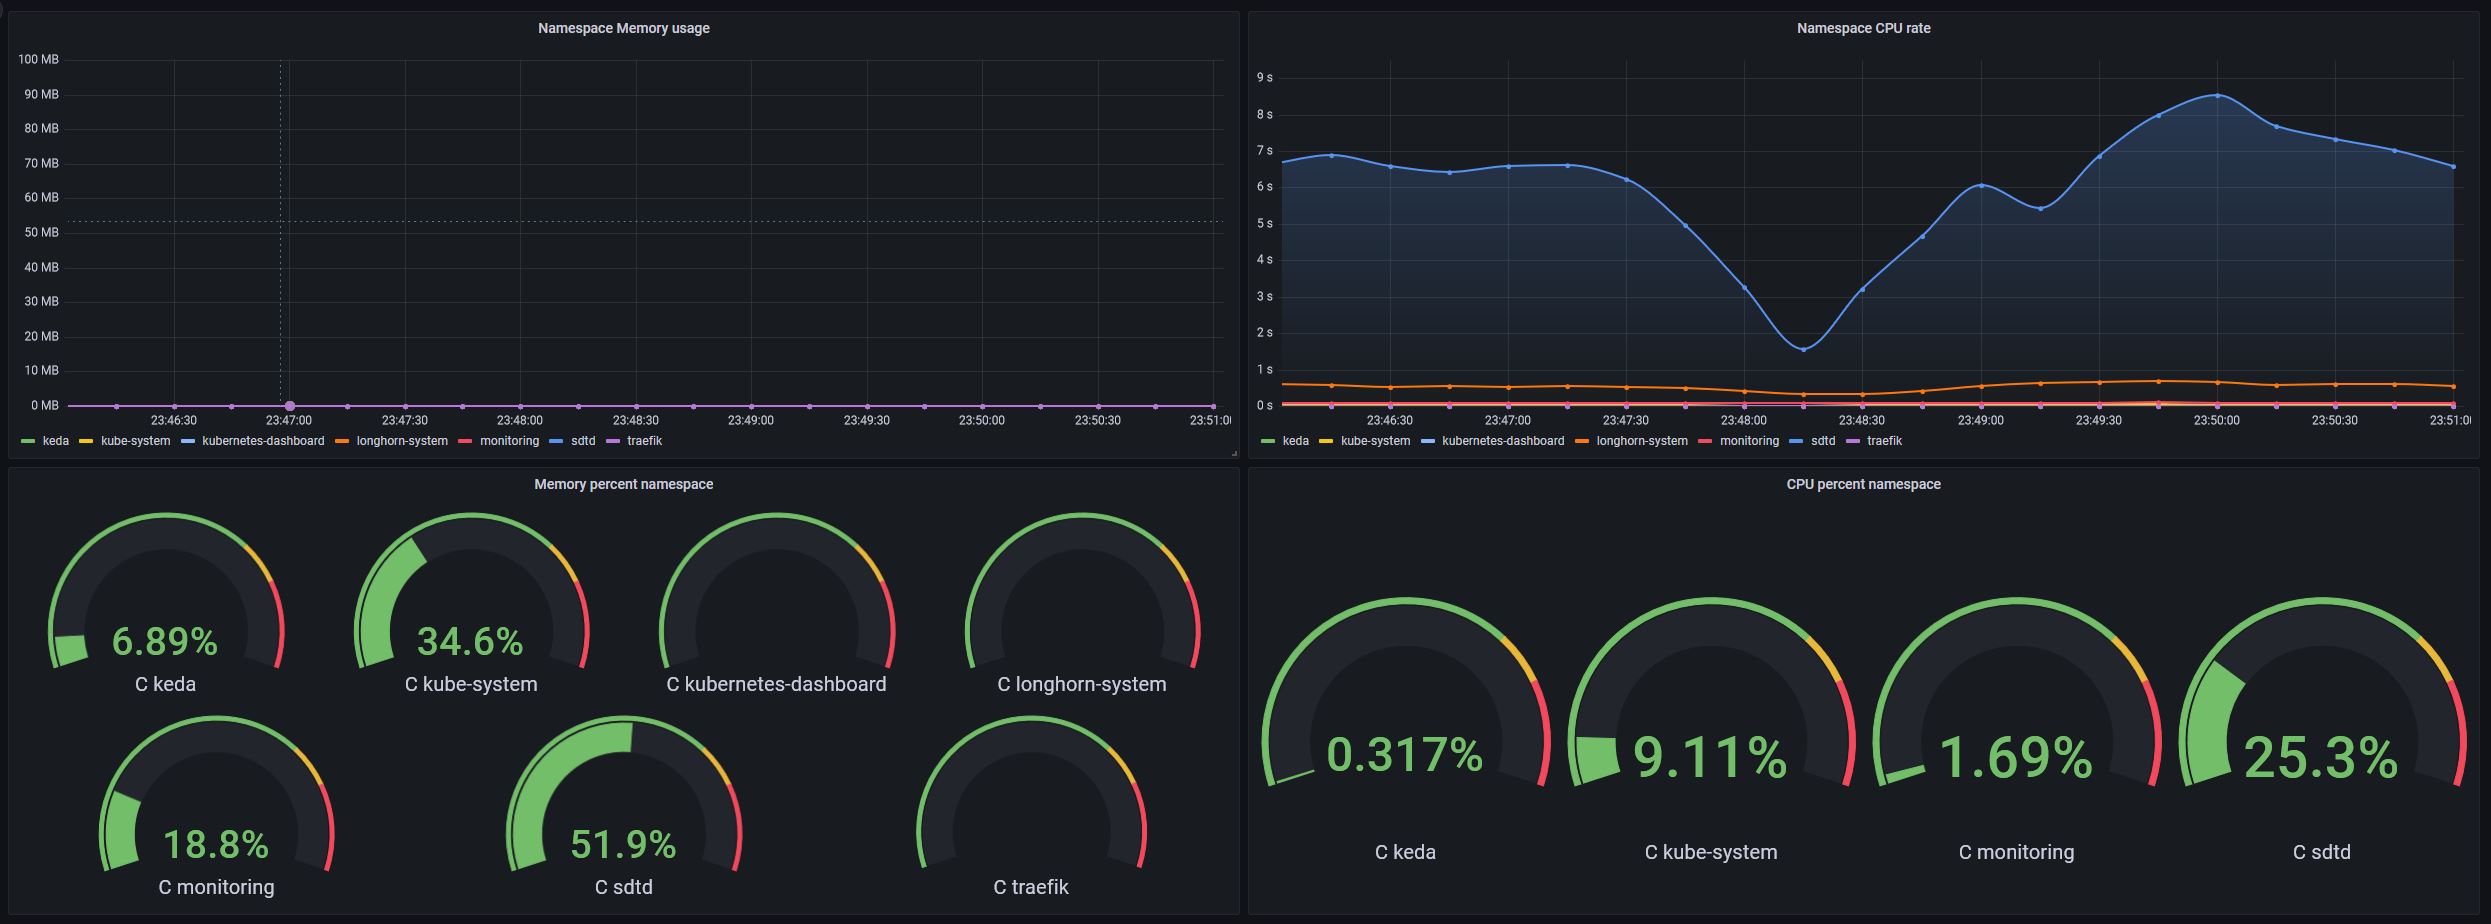 Namespace Memory usage
100 MB
90 MB
80 MB
70 MB
60 MB
50 MB
40 MB
30 MB
20 MB
10 MB
0 MB
23:46:30 23:47:00 23:47:30 23:48:00 23:48:30 23:49:00 23:49:30 23:50:00 23:50:30 23:51:0
keda kube-system kubernetes-dashboard longhorn-system monitoring sdtd traefik
Namespace CPU rate
9 s
8 s
7 s
6 s
5 s
4 s
3 s
2 s
1 s
0 s
23:46:30 23:47:00 23:47:30 23:48:00 23:48:30 23:49:00 23:49:30 23:50:00 23:50:30 23:51:0
keda kube-system kubernetes-dashboard longhorn-system monitoring sdtd traefik
Memory percent namespace
6.89% 34.6%
C keda C kube-system C kubernetes-dashboard C longhorn-system
18.8% 51.9%
C monitoring C sdtd C traefik
CPU percent namespace
0.317% 9.11% 1.69% 25.3%
C keda C kube-system C monitoring C sdtd